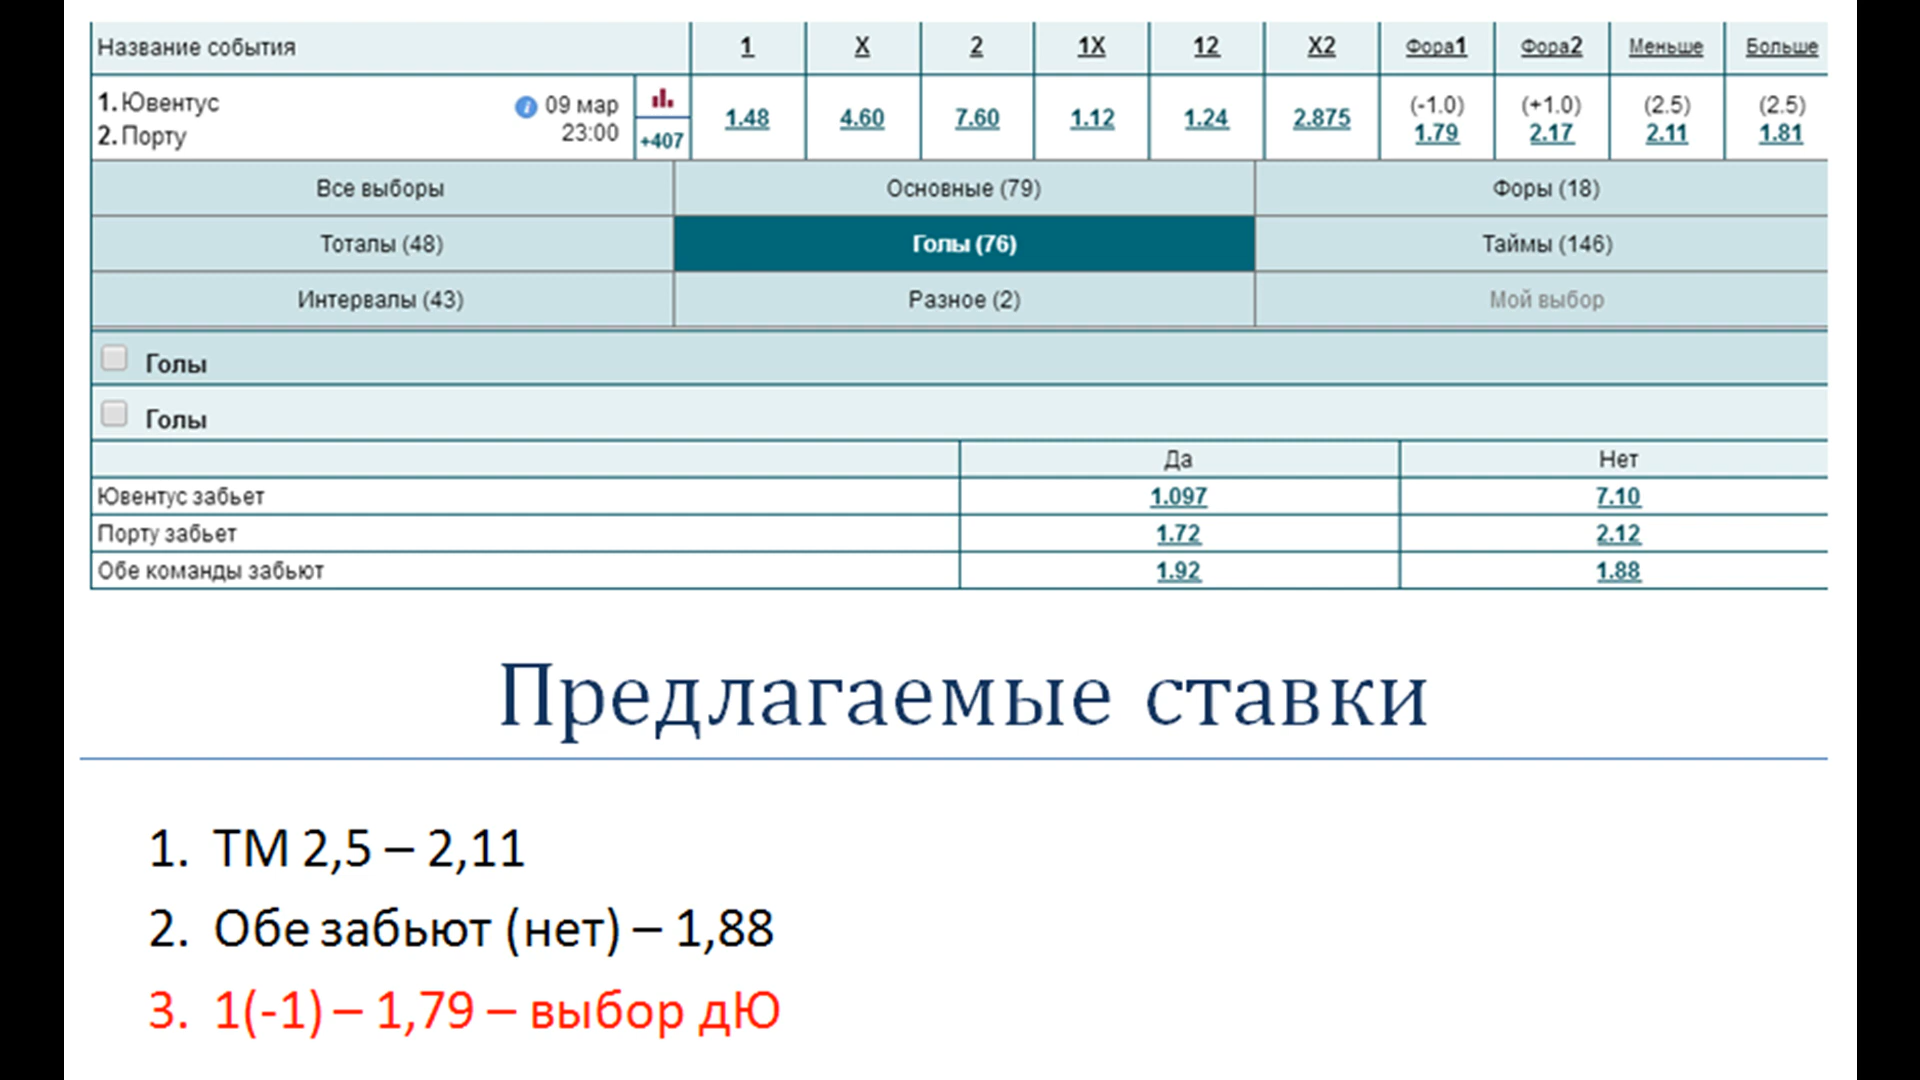 Название события 1 X 2 1X 12 X2 Фора1 Фора2 Меньше Больше
1. Ювентус 09 мар (-1.0) (+1.0) (2.5) (2.5)
2. Порту 23:00 +407 1.48 4.60 7.60 1.12 1.24 2.875 1.79 2.17 2.11 1.81
Все выборы Основные (79) Форы (18)
Тоталы (48) Голы (76) Таймы (146)
Интервалы (43) Разное (2) Мой выбор
Голы
Голы
Да Нет
Ювентус забьет 1.097 7.10
Порту забьет 1.72 2.12
Обе команды забьют 1.92 1.88
Предлагаемые ставки
1. ТМ 2,5 – 2,11
2. Обе забьют (нет) – 1,88
3. 1(-1) – 1,79 – выбор дЮ